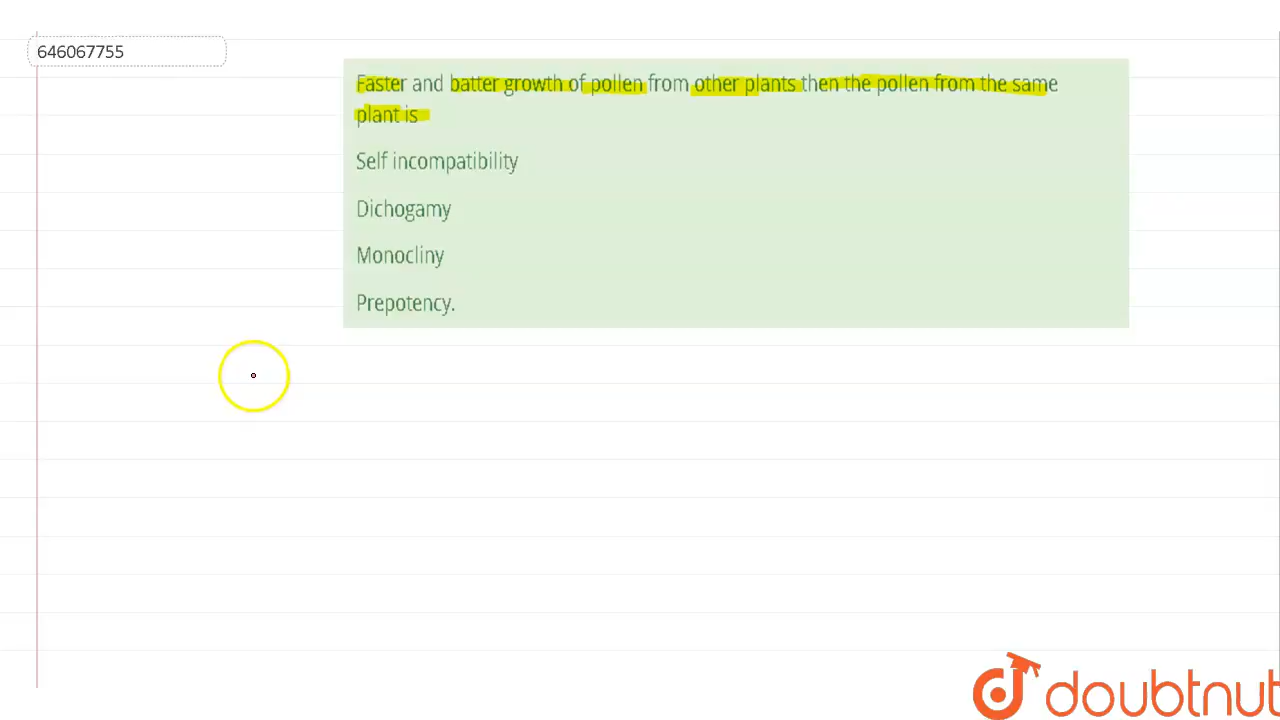 646067755
Faster and batter growth of pollen from other plants then the pollen from the same
plant is
Self incompatibility
Dichogamy
Monocliny
Prepotency.
doubtnut